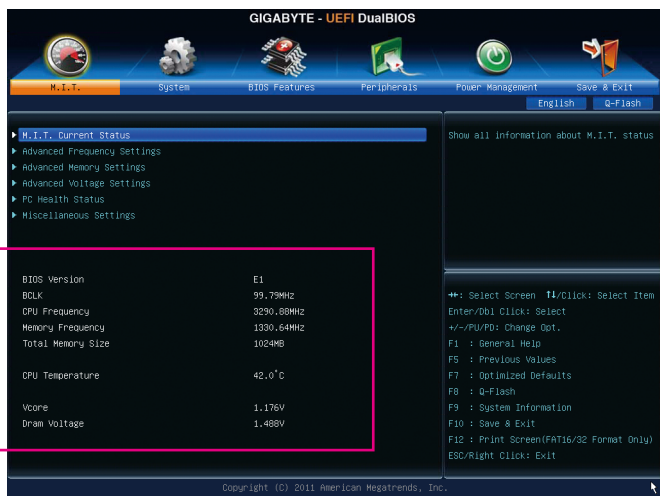 GIGABYTE - UEFI DualBIOS
M.I.T.
System
BIOS Features
Peripherals
Power Management
Save & Exit
English
Q-Flash
M.I.T. Current Status
Advanced Frequency Settings
Advanced Memory Settings
Advanced Voltage Settings
PC Health Status
Miscellaneous Settings
BIOS Version E1
BCLK 99.79MHz
CPU Frequency 3290.88MHz
Memory Frequency 1330.64MHz
Total Memory Size 1024MB
CPU Temperature 42.0°C
Vcore 1.176V
Dram Voltage 1.488V
Show all information about M.I.T. status
→←: Select Screen ↑↓/Click: Select Item
Enter/Dbl Click: Select
+/-/PU/PD: Change Opt.
F1 : General Help
F5 : Previous Values
F7 : Optimized Defaults
F8 : Q-Flash
F9 : System Information
F10 : Save & Exit
F12 : Print Screen(FAT16/32 Format Only)
ESC/Right Click: Exit
Copyright (C) 2011 American Megatrends, Inc.